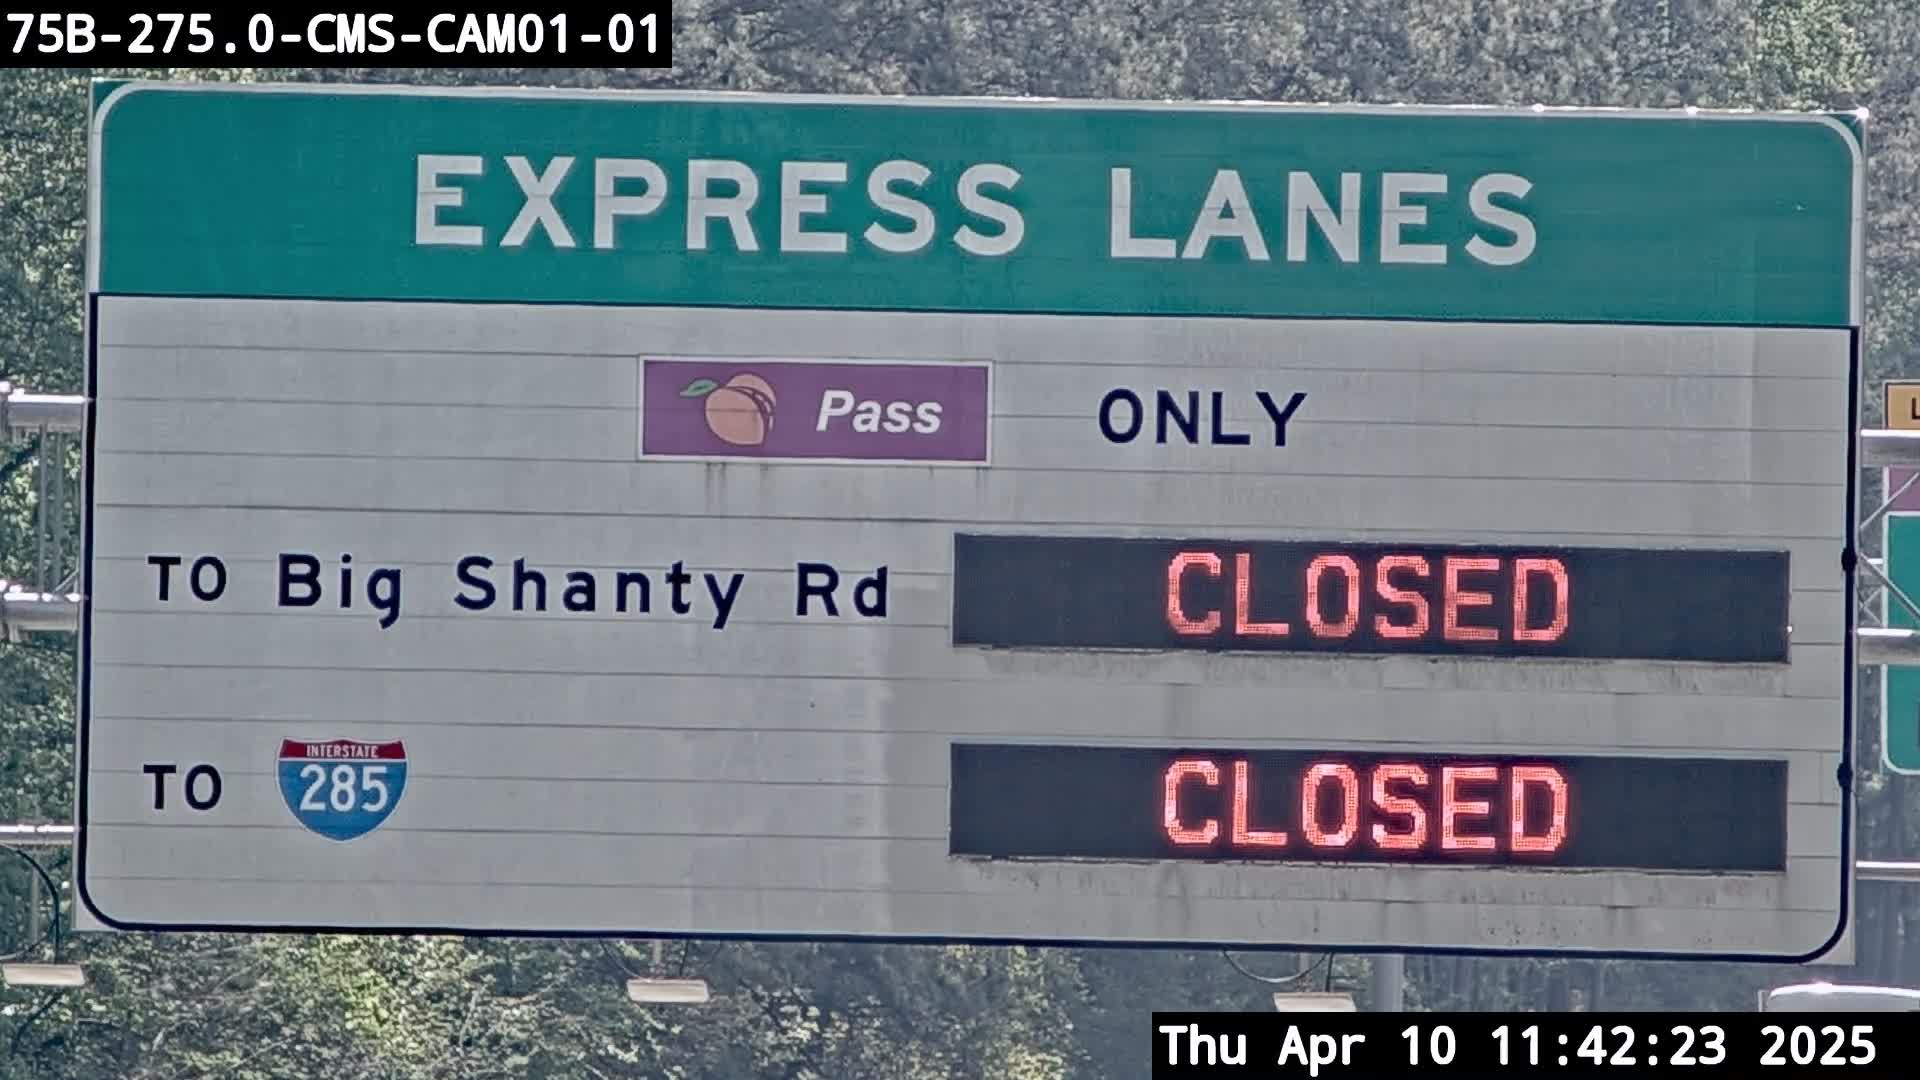 75B-275.0-CMS-CAM01-01
EXPRESS LANES
Pass ONLY
TO Big Shanty Rd CLOSED
TO INTERSTATE 285 CLOSED
Thu Apr 10 11:42:23 2025